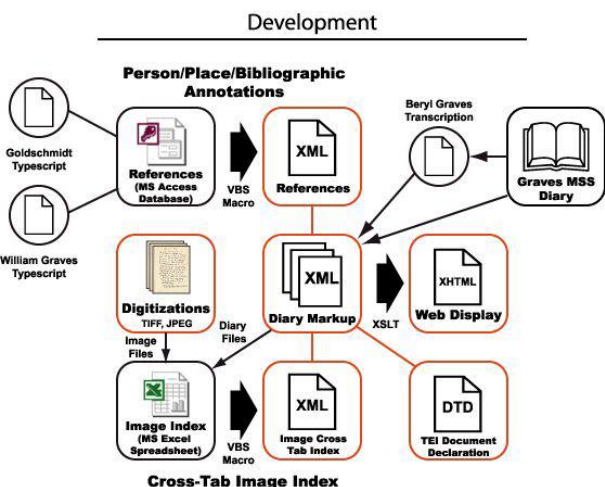 Development
Person/Place/Bibliographic
Annotations
Goldschmidt
Typescript
William Graves
Typescript
References
(MS Access
Database)
VBS
Macro
XML
References
Beryl Graves
Transcription
Graves MSS
Diary
Digitizations
TIFF, JPEG
XML
Diary Markup
XSLT
XHTML
Web Display
Image
Files
Diary
Files
Image Index
(MS Excel
Spreadsheet)
VBS
Macro
XML
Image Cross
Tab Index
DTD
TEI Document
Declaration
Cross-Tab Image Index